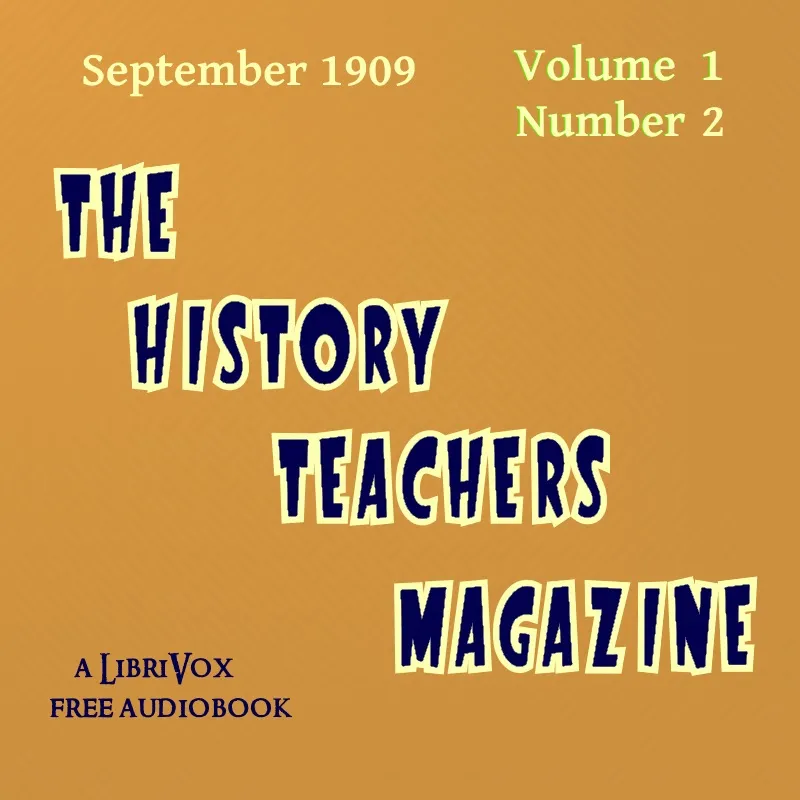 September 1909
Volume 1
Number 2
THE
HISTORY
TEACHERS
MAGAZINE
A LIBRIVOX
FREE AUDIOBOOK